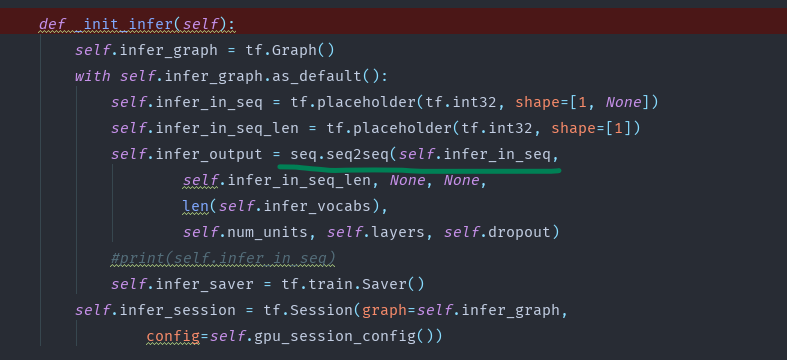 def _init_infer(self):
self.infer_graph = tf.Graph()
with self.infer_graph.as_default():
self.infer_in_seq = tf.placeholder(tf.int32, shape=[1, None])
self.infer_in_seq_len = tf.placeholder(tf.int32, shape=[1])
self.infer_output = seq.seq2seq(self.infer_in_seq,
self.infer_in_seq_len, None, None,
len(self.infer_vocabs),
self.num_units, self.layers, self.dropout)
#print(self.infer_in_seq)
self.infer_saver = tf.train.Saver()
self.infer_session = tf.Session(graph=self.infer_graph,
config=self.gpu_session_config())